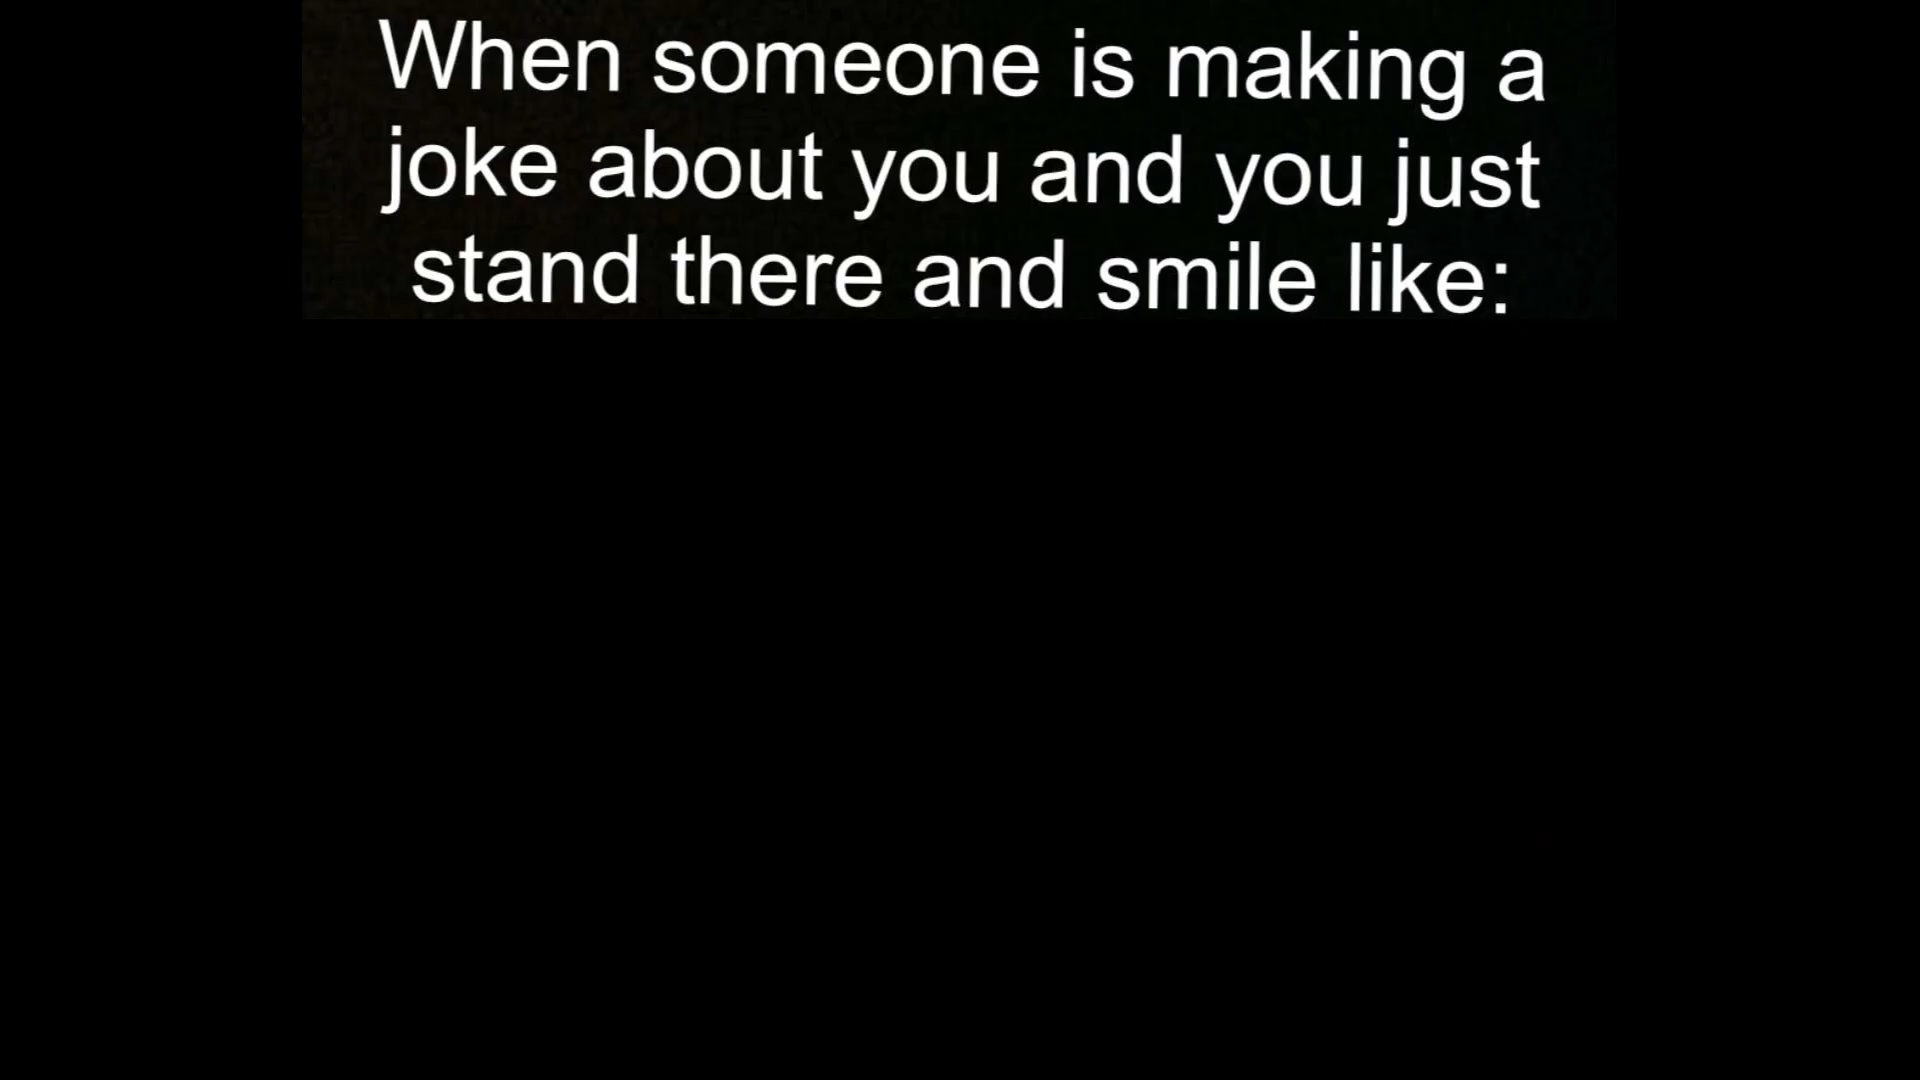 When someone is making a
joke about you and you just
stand there and smile like: